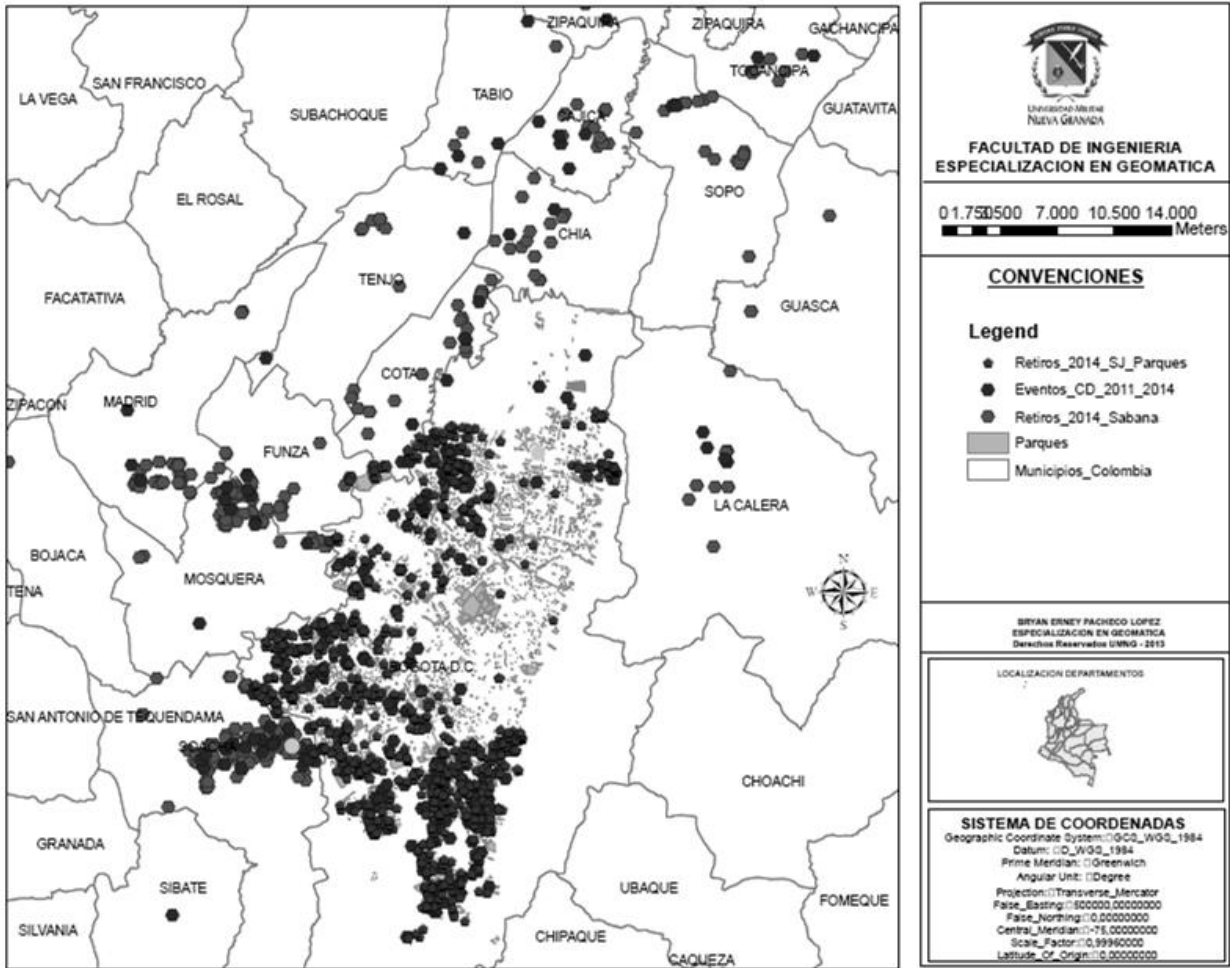 ZIPAQUIRA
ZIPAQUIRA
GACHANCIPA
SAN FRANCISCO
LA VEGA
SUBACHOQUE
TABIO
TOCANCIPA
CAJICA
GUATAVITA
EL ROSAL
SOPO
CHIA
FACATATIVA
TENJO
GUASCA
COTA
ZIPACON
MADRID
FUNZA
LA CALERA
BOJACA
TENA
MOSQUERA
BOGOTA D.C.
SAN ANTONIO DE TEQUENDAMA
SOACHA
CHOACHI
GRANADA
SIBATE
UBAQUE
FOMEQUE
SILVANIA
CHIPAQUE
CAQUEZA
N
W E
S
UNIVERSIDAD MILITAR
NUEVA GRANADA
FACULTAD DE INGENIERIA
ESPECIALIZACION EN GEOMATICA
0 1.750 3.500 7.000 10.500 14.000
Meters
CONVENCIONES
Legend
Retiros_2014_SJ_Parques
Eventos_CD_2011_2014
Retiros_2014_Sabana
Parques
Municipios_Colombia
BRYAN ERNEY PACHECO LOPEZ
ESPECIALIZACION EN GEOMATICA
Derechos Reservados UMNG - 2013
LOCALIZACION DEPARTAMENTOS
SISTEMA DE COORDENADAS
Geographic Coordinate System:□GCS_WGS_1984
Datum: □D_WGS_1984
Prime Meridian: □Greenwich
Angular Unit: □Degree
Projection:□Transverse_Mercator
False_Easting:□500000,00000000
False_Northing:□0,00000000
Central_Meridian:□-75,00000000
Scale_Factor:□0,99960000
Latitude_Of_Origin:□0,00000000